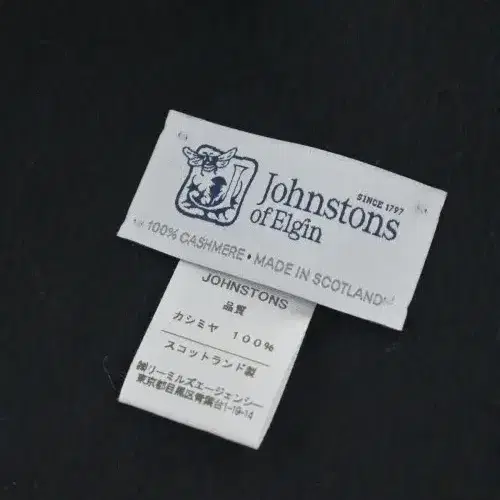 Johnstons
SINCE 1797
of Elgin
100% CASHMERE • MADE IN SCOTLAND
JOHNSTONS
品質
カシミヤ 100%
スコットランド製
㈱リーミルズエージェンシー
東京都目黒区青葉台1-19-14